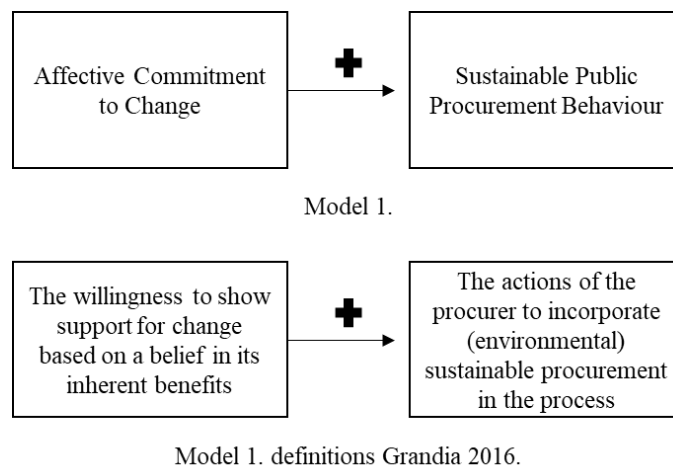 Affective Commitment
to Change
Sustainable Public
Procurement Behaviour
Model 1.
The willingness to show
support for change
based on a belief in its
inherent benefits
The actions of the
procurer to incorporate
(environmental)
sustainable procurement
in the process
Model 1. definitions Grandia 2016.